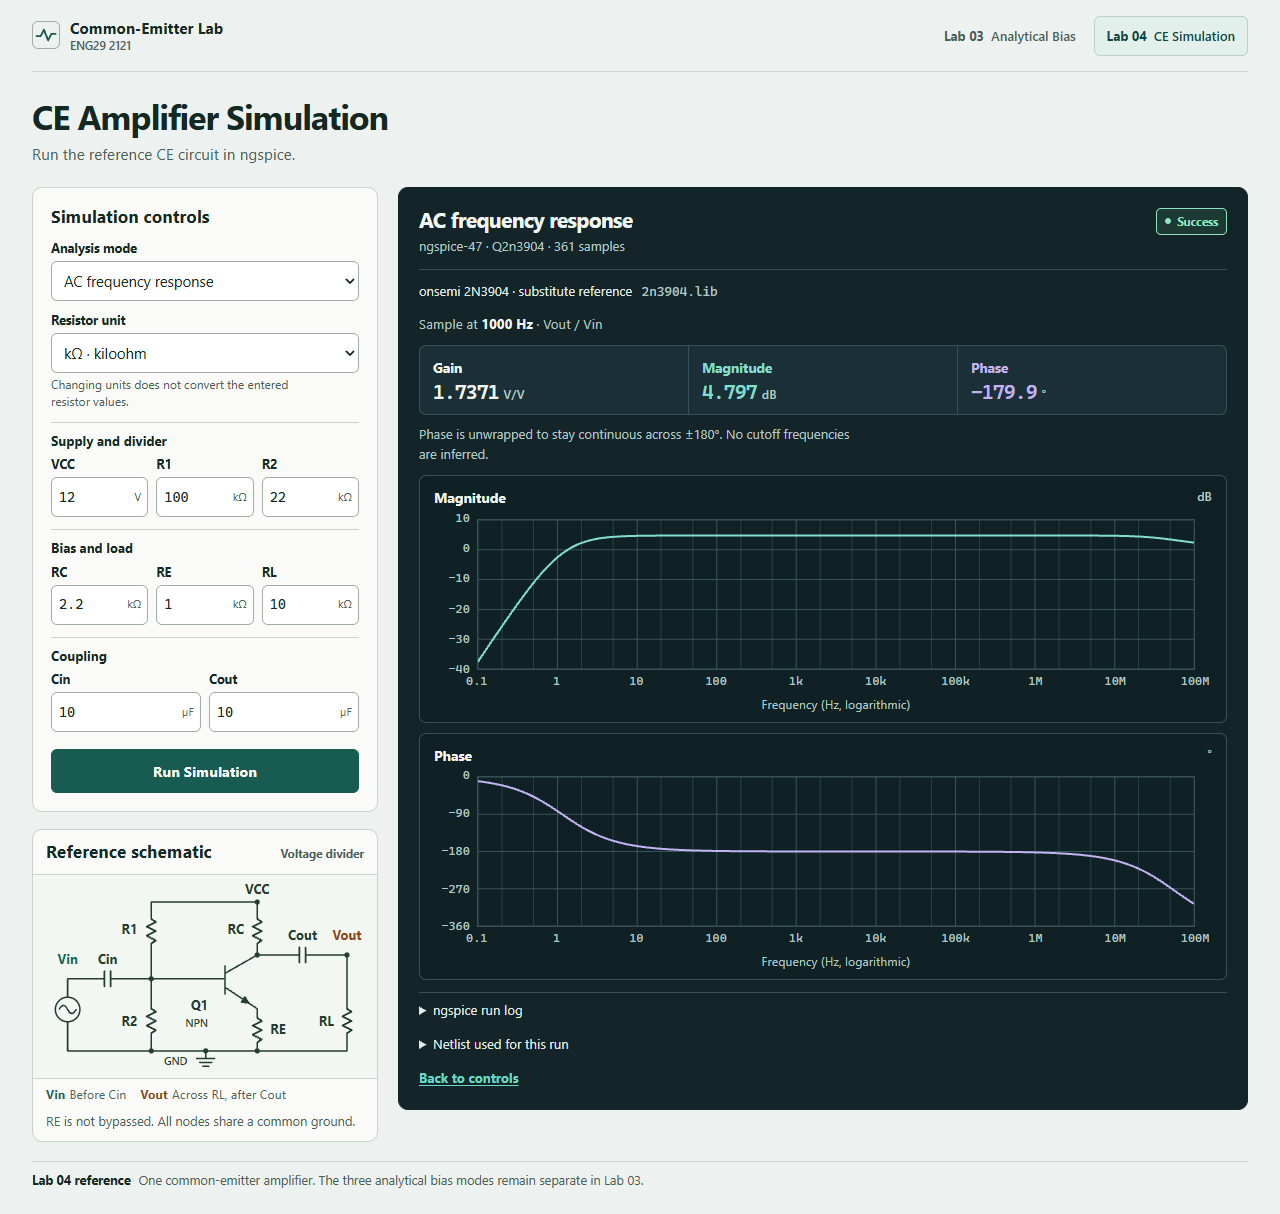 Common-Emitter Lab
ENG29 2121
Lab 03 Analytical Bias
Lab 04 CE Simulation
CE Amplifier Simulation
Run the reference CE circuit in ngspice.
Simulation controls
Analysis mode
AC frequency response
Resistor unit
kΩ · kiloohm
Changing units does not convert the entered
resistor values.
Supply and divider
VCC R1 R2
12 V 100 kΩ 22 kΩ
Bias and load
RC RE RL
2.2 kΩ 1 kΩ 10 kΩ
Coupling
Cin Cout
10 µF 10 µF
Run Simulation
Reference schematic
Voltage divider
VCC
R1
RC
Cout
Vout
Vin
Cin
Q1
NPN
R2
RE
RL
GND
Vin Before Cin Vout Across RL, after Cout
RE is not bypassed. All nodes share a common ground.
AC frequency response
Success
ngspice-47 · Q2n3904 · 361 samples
onsemi 2N3904 · substitute reference 2n3904.lib
Sample at 1000 Hz · Vout / Vin
Gain
1.7371 V/V
Magnitude
4.797 dB
Phase
−179.9 °
Phase is unwrapped to stay continuous across ±180°. No cutoff frequencies
are inferred.
Magnitude
dB
10
0
−10
−20
−30
−40
0.1 1 10 100 1k 10k 100k 1M 10M 100M
Frequency (Hz, logarithmic)
Phase
°
0
−90
−180
−270
−360
0.1 1 10 100 1k 10k 100k 1M 10M 100M
Frequency (Hz, logarithmic)
ngspice run log
Netlist used for this run
Back to controls
Lab 04 reference One common-emitter amplifier. The three analytical bias modes remain separate in Lab 03.